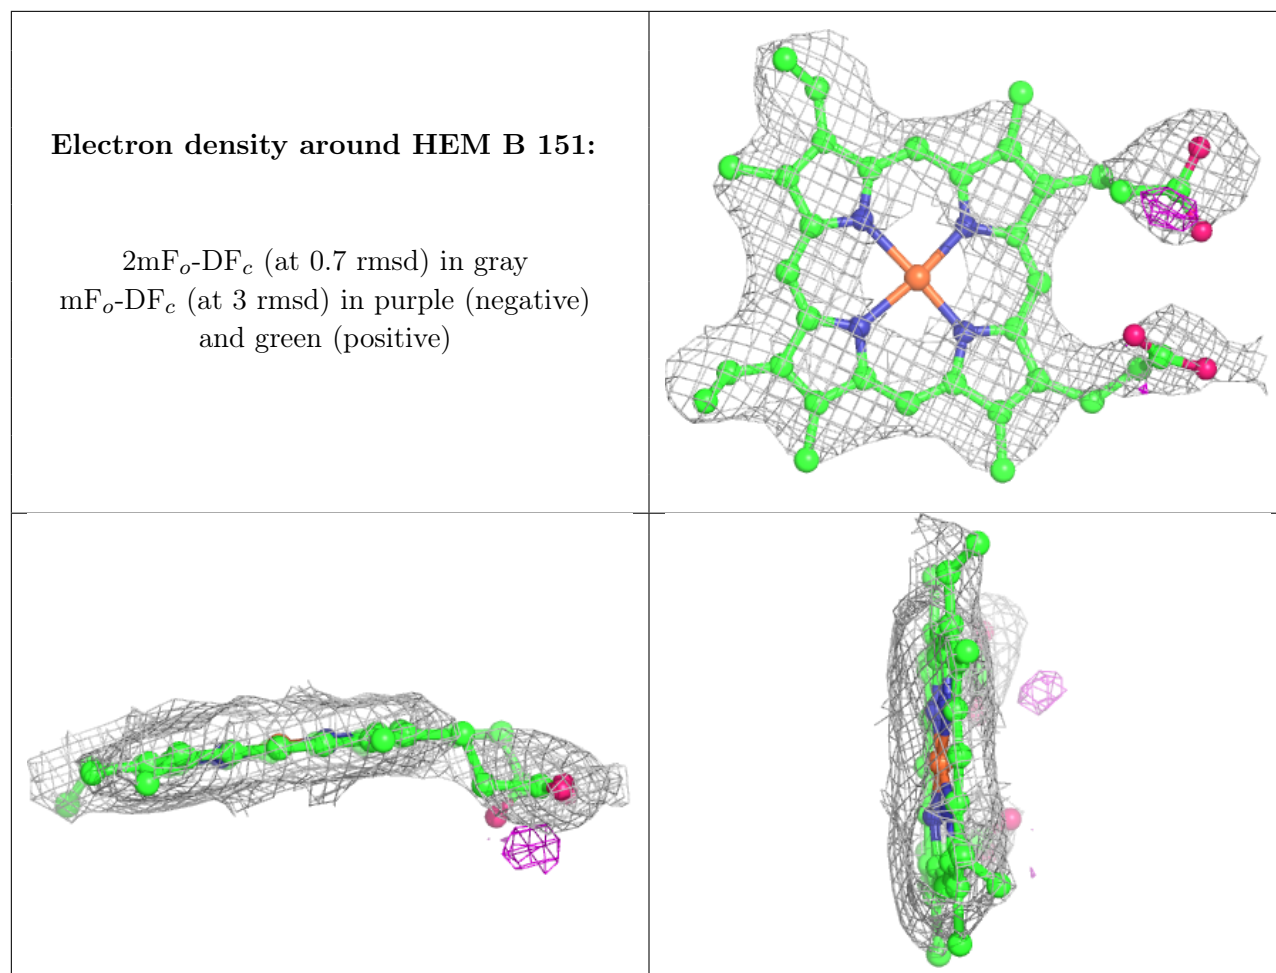 Electron density around HEM B 151:
2mFo-DFc (at 0.7 rmsd) in gray
mFo-DFc (at 3 rmsd) in purple (negative)
and green (positive)